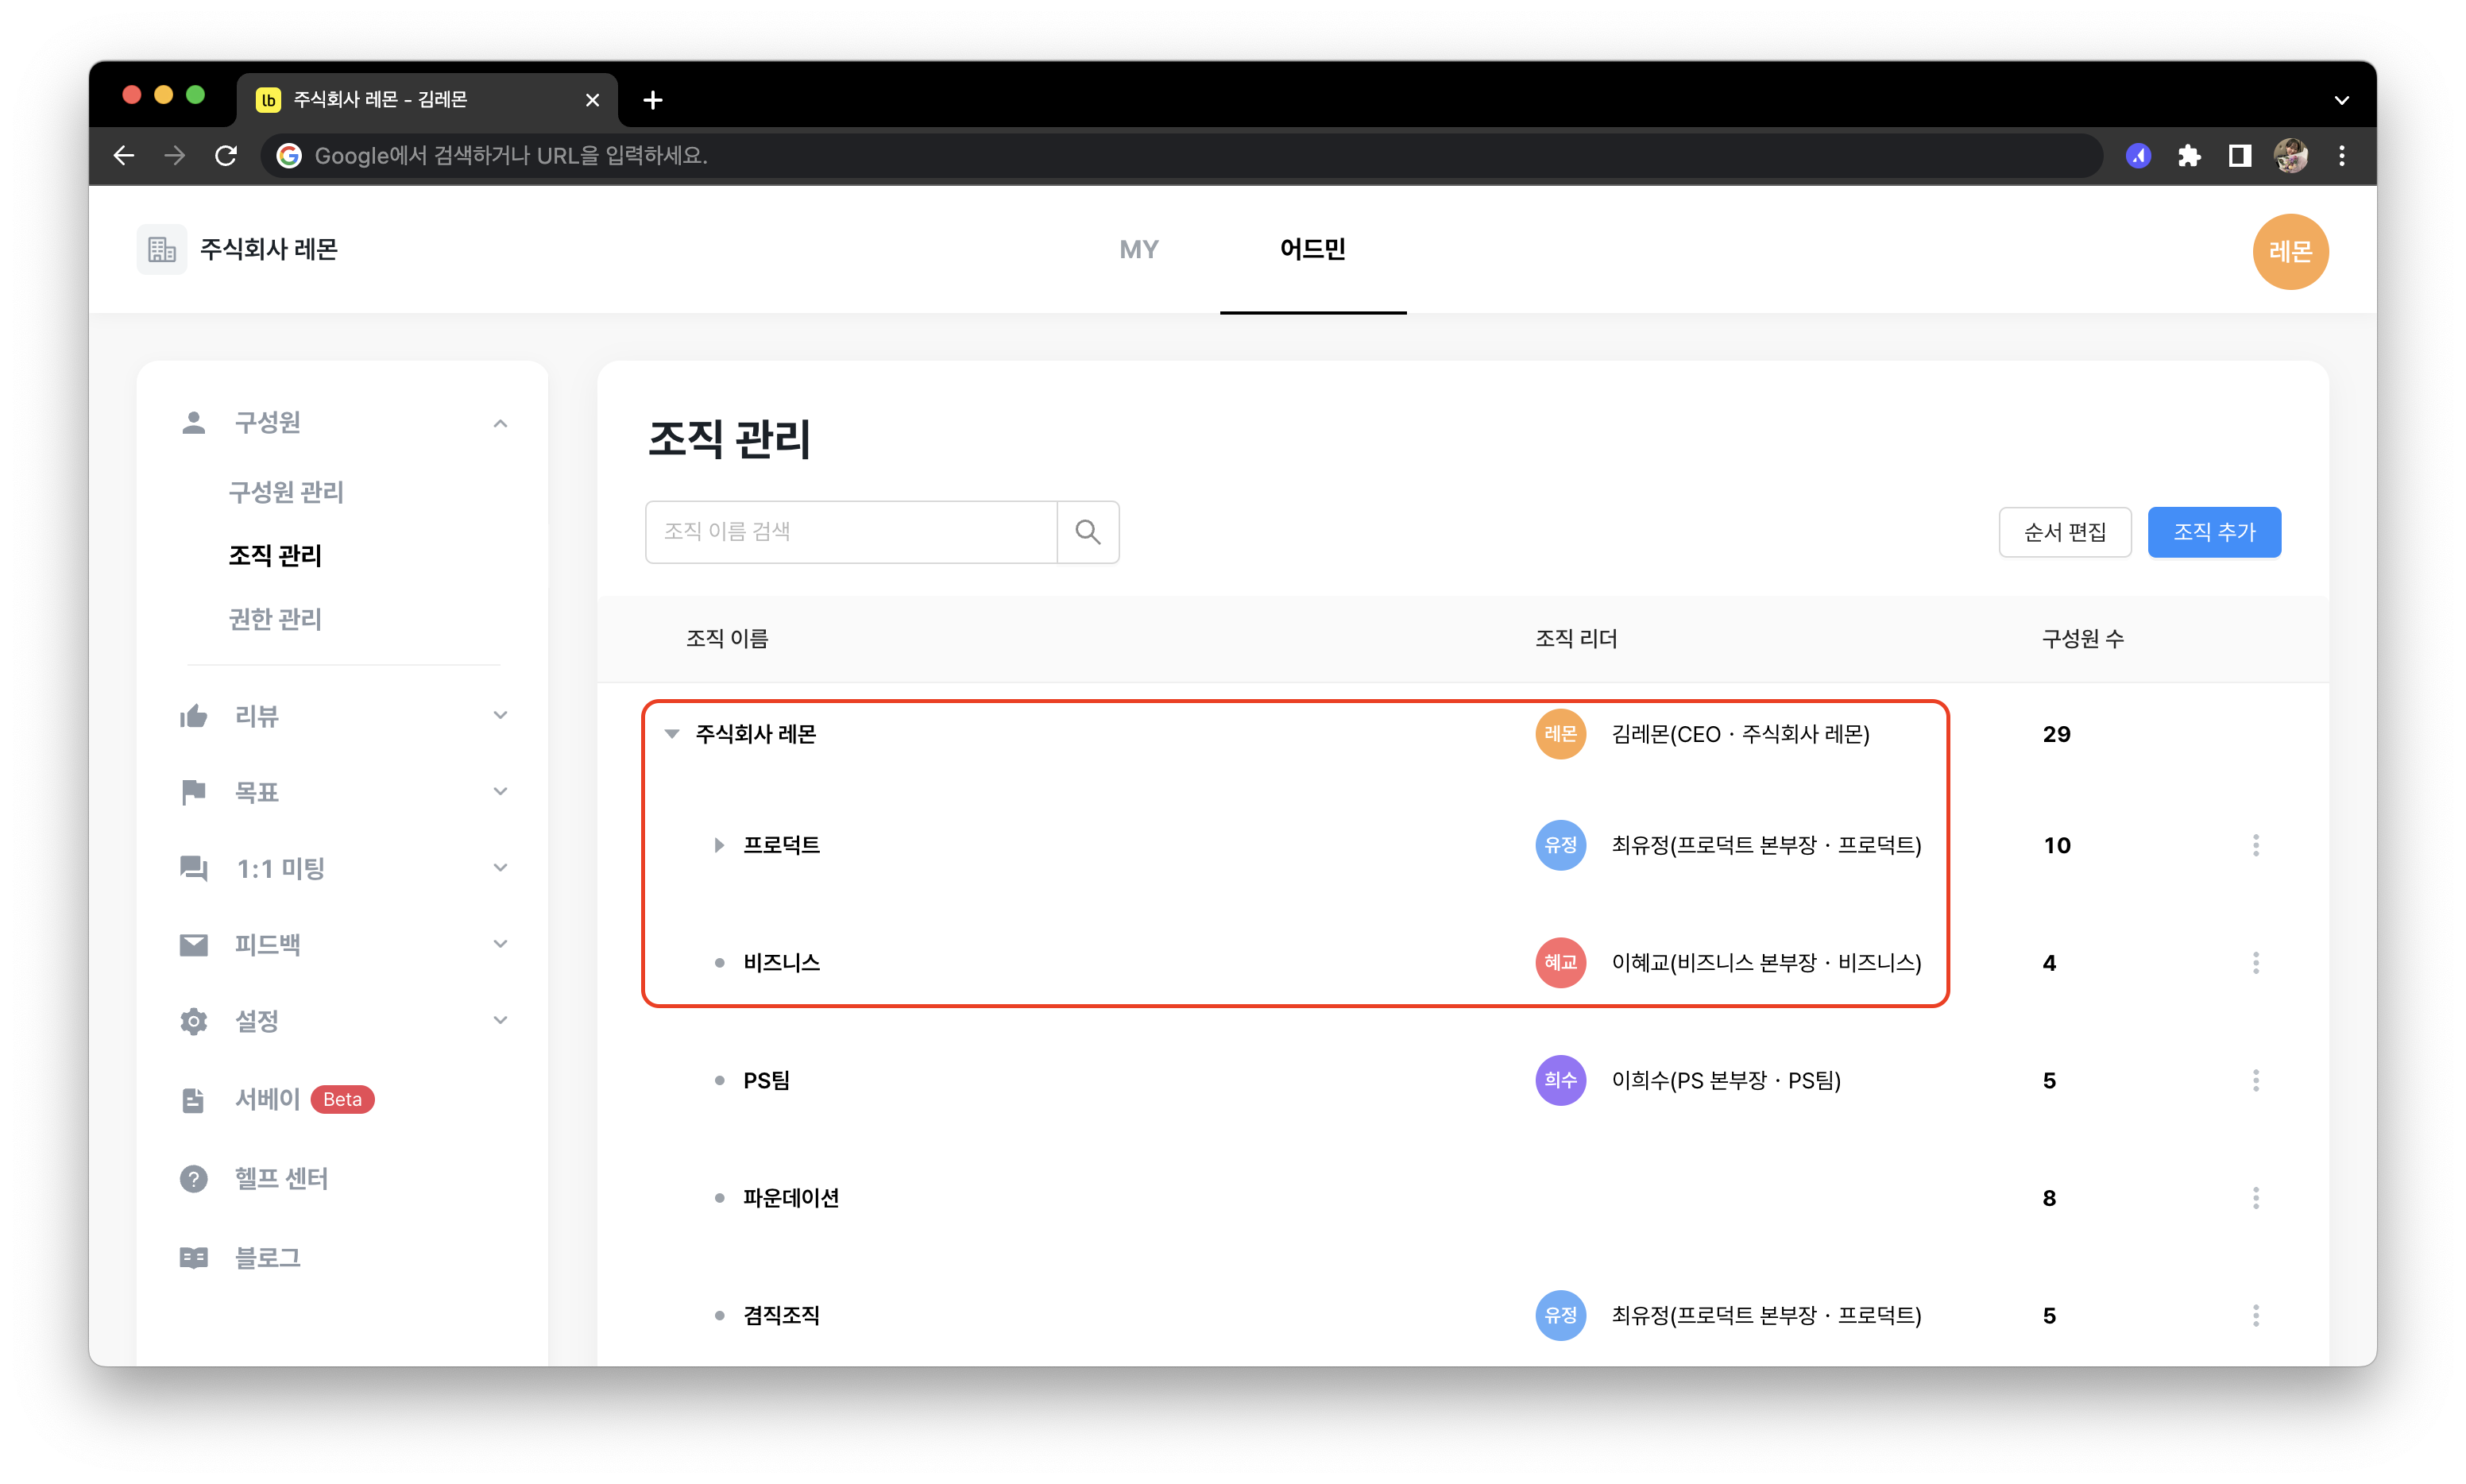 lb 주식회사 레몬 - 김레몬
Google에서 검색하거나 URL을 입력하세요.
주식회사 레몬
MY
어드민
레몬
구성원
구성원 관리
조직 관리
권한 관리
리뷰
목표
1:1 미팅
피드백
설정
서베이 Beta
헬프 센터
블로그
조직 관리
조직 이름 검색
순서 편집
조직 추가
조직 이름 조직 리더 구성원 수
주식회사 레몬 레몬 김레몬(CEO · 주식회사 레몬) 29
프로덕트 유정 최유정(프로덕트 본부장 · 프로덕트) 10
비즈니스 혜교 이혜교(비즈니스 본부장 · 비즈니스) 4
PS팀 희수 이희수(PS 본부장 · PS팀) 5
파운데이션 8
겸직조직 유정 최유정(프로덕트 본부장 · 프로덕트) 5